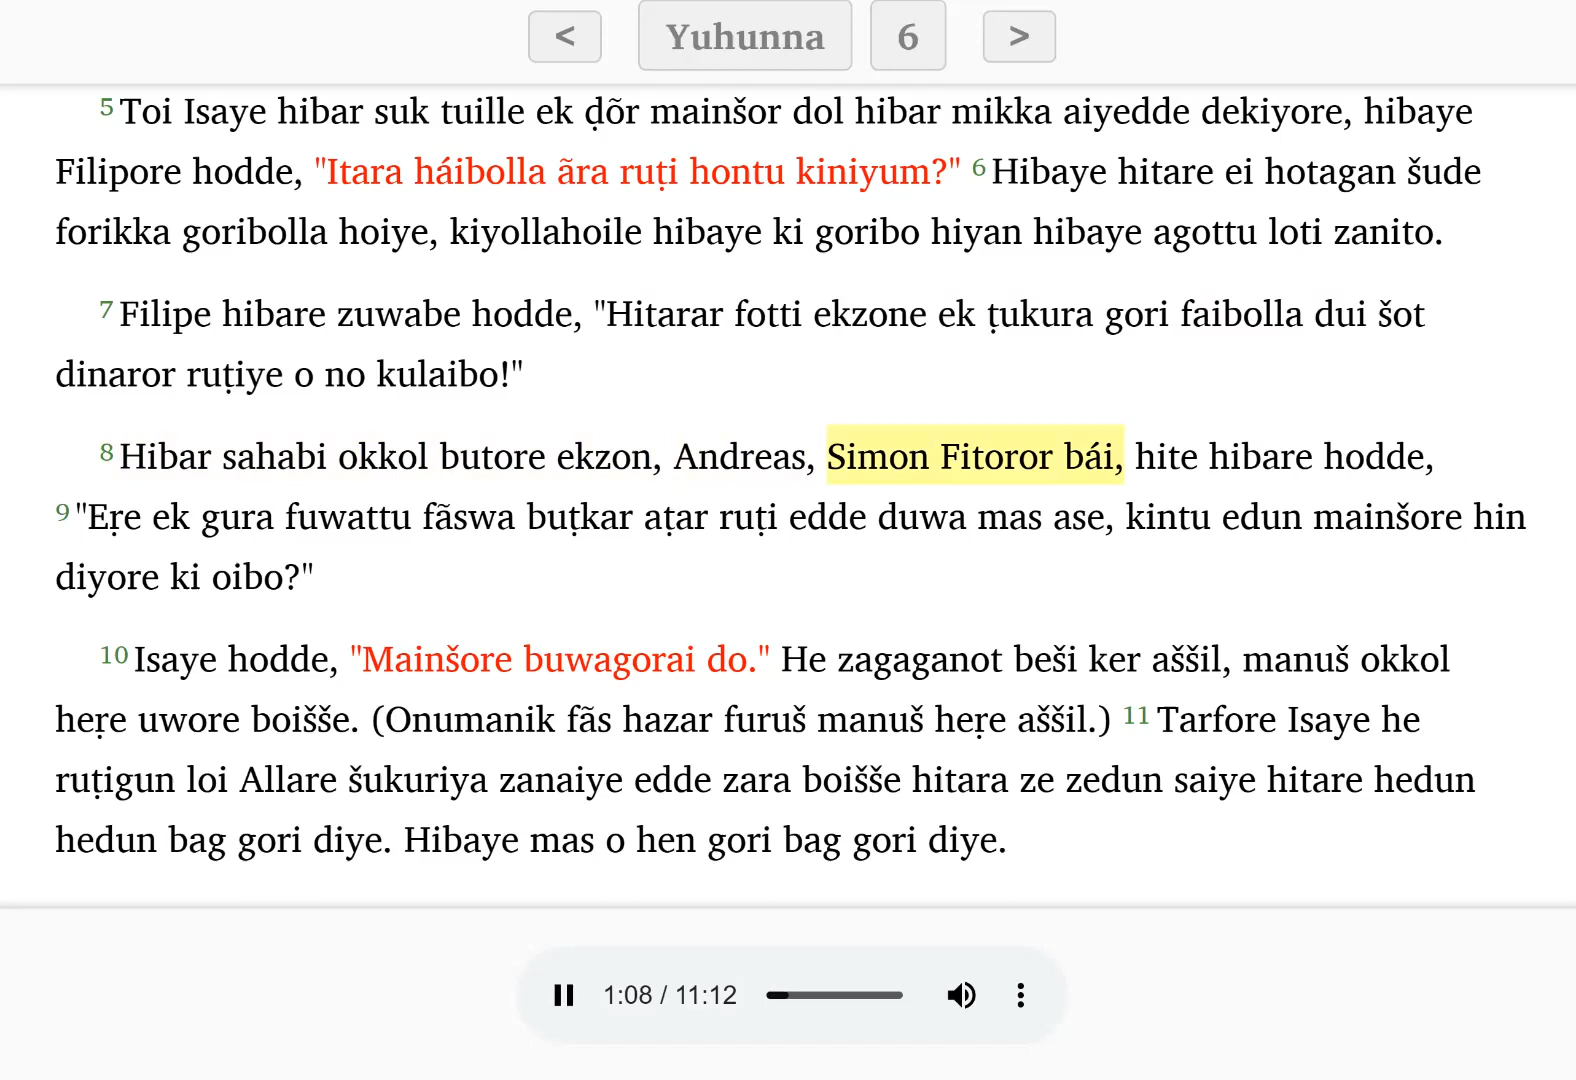 < Yuhunna 6 >
5 Toi Isaye hibar suk tuille ek ḍõr mainšor dol hibar mikka aiyedde dekiyore, hibaye
Filipore hodde, "Itara háibolla ãra ruṭi hontu kiniyum?" 6 Hibaye hitare ei hotagan šude
forikka goribolla hoiye, kiyollahoile hibaye ki goribo hiyan hibaye agottu loti zanito.
7 Filipe hibare zuwabe hodde, "Hitarar fotti ekzone ek ṭukura gori faibolla dui šot
dinaror ruṭiye o no kulaibo!"
8 Hibar sahabi okkol butore ekzon, Andreas, Simon Fitoror bái, hite hibare hodde,
9 "Eṛe ek gura fuwattu fãswa buṭkar aṭar ruṭi edde duwa mas ase, kintu edun mainšore hin
diyore ki oibo?"
10 Isaye hodde, "Mainšore buwagorai do." He zagaganot beši ker aššil, manuš okkol
heṛe uwore boišše. (Onumanik fãs hazar furuš manuš heṛe aššil.) 11 Tarfore Isaye he
ruṭigun loi Allare šukuriya zanaiye edde zara boišše hitara ze zedun saiye hitare hedun
hedun bag gori diye. Hibaye mas o hen gori bag gori diye.
1:08 / 11:12